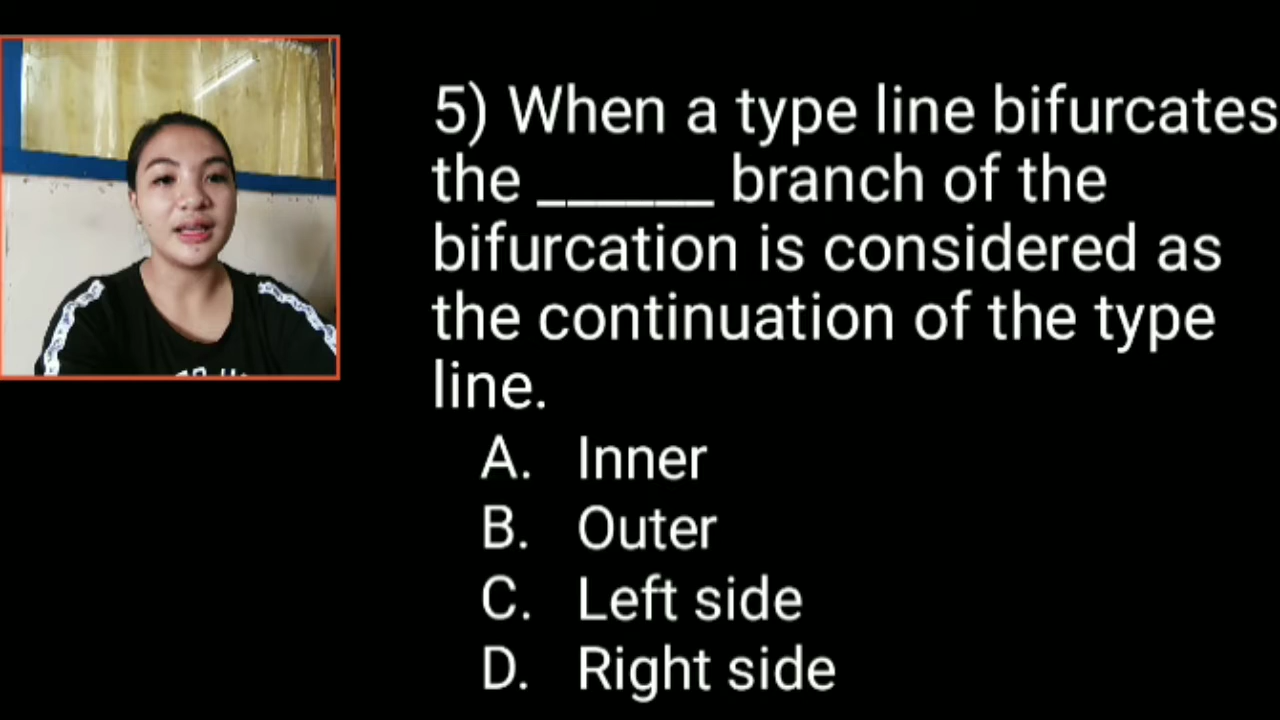 5) When a type line bifurcates
the ______ branch of the
bifurcation is considered as
the continuation of the type
line.
A. Inner
B. Outer
C. Left side
D. Right side